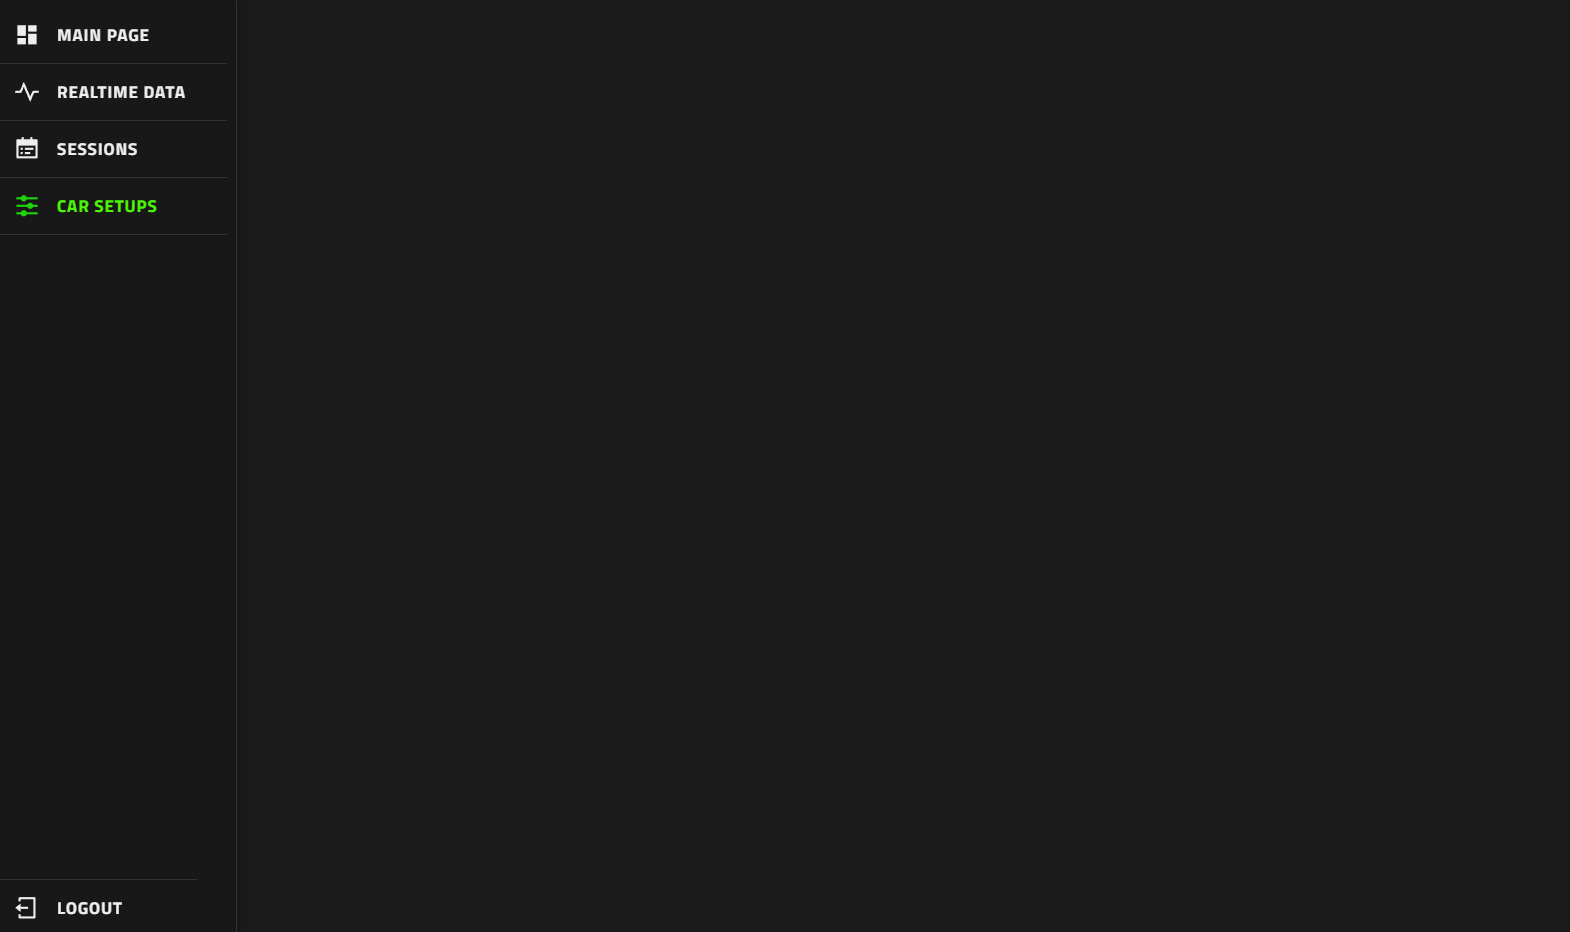 MAIN PAGE
REALTIME DATA
SESSIONS
CAR SETUPS
LOGOUT